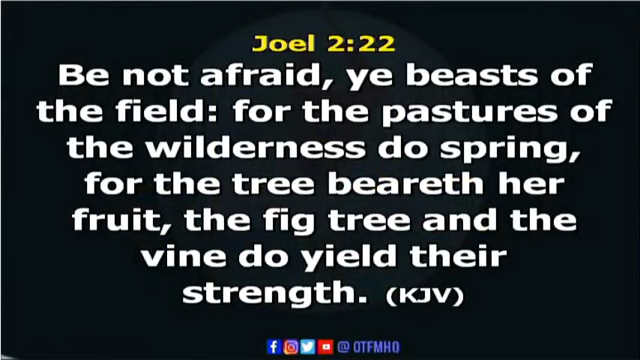 Joel 2:22
Be not afraid, ye beasts of
the field: for the pastures of
the wilderness do spring,
for the tree beareth her
fruit, the fig tree and the
vine do yield their
strength. (KJV)
@ OTFMHO